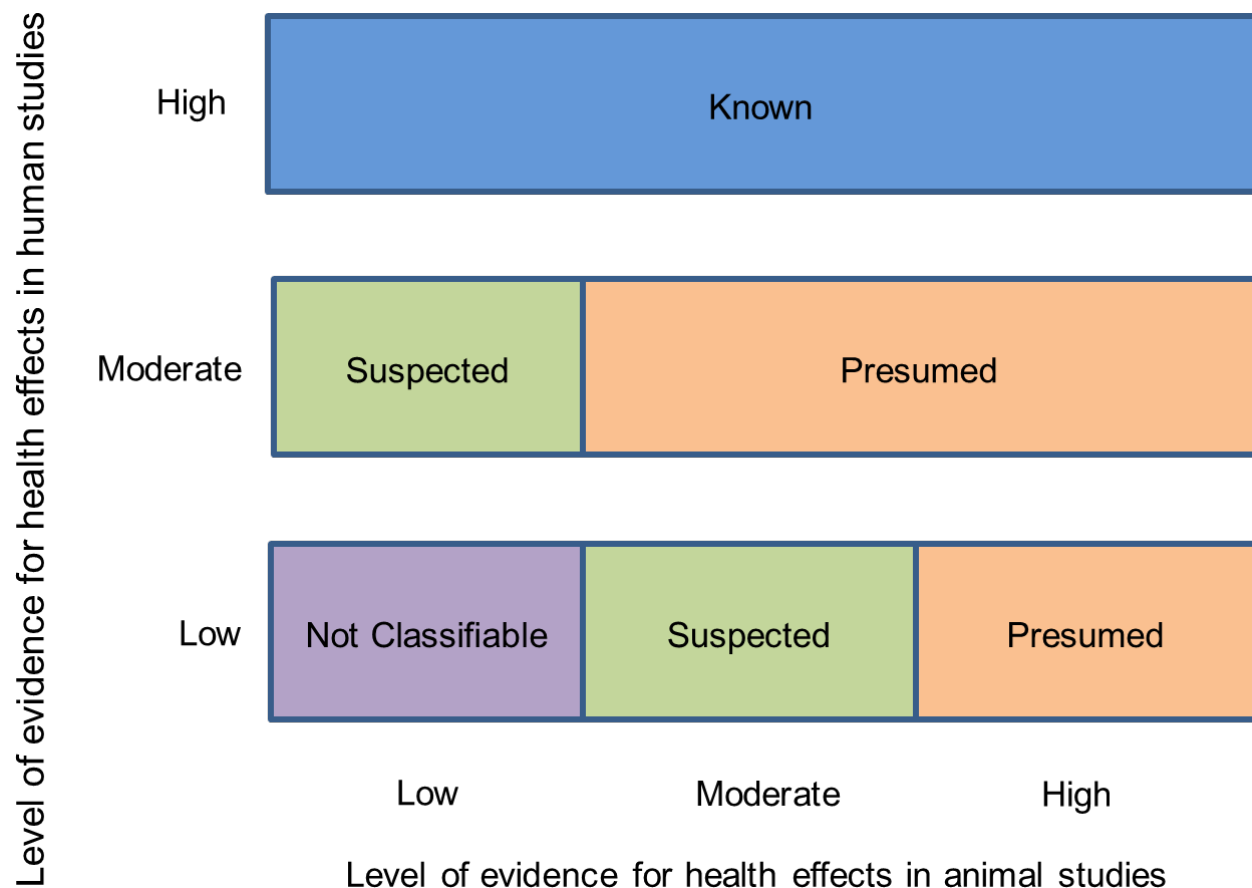 Level of evidence for health effects in human studies
High
Known
Moderate
Suspected
Presumed
Low
Not Classifiable
Suspected
Presumed
Low
Moderate
High
Level of evidence for health effects in animal studies